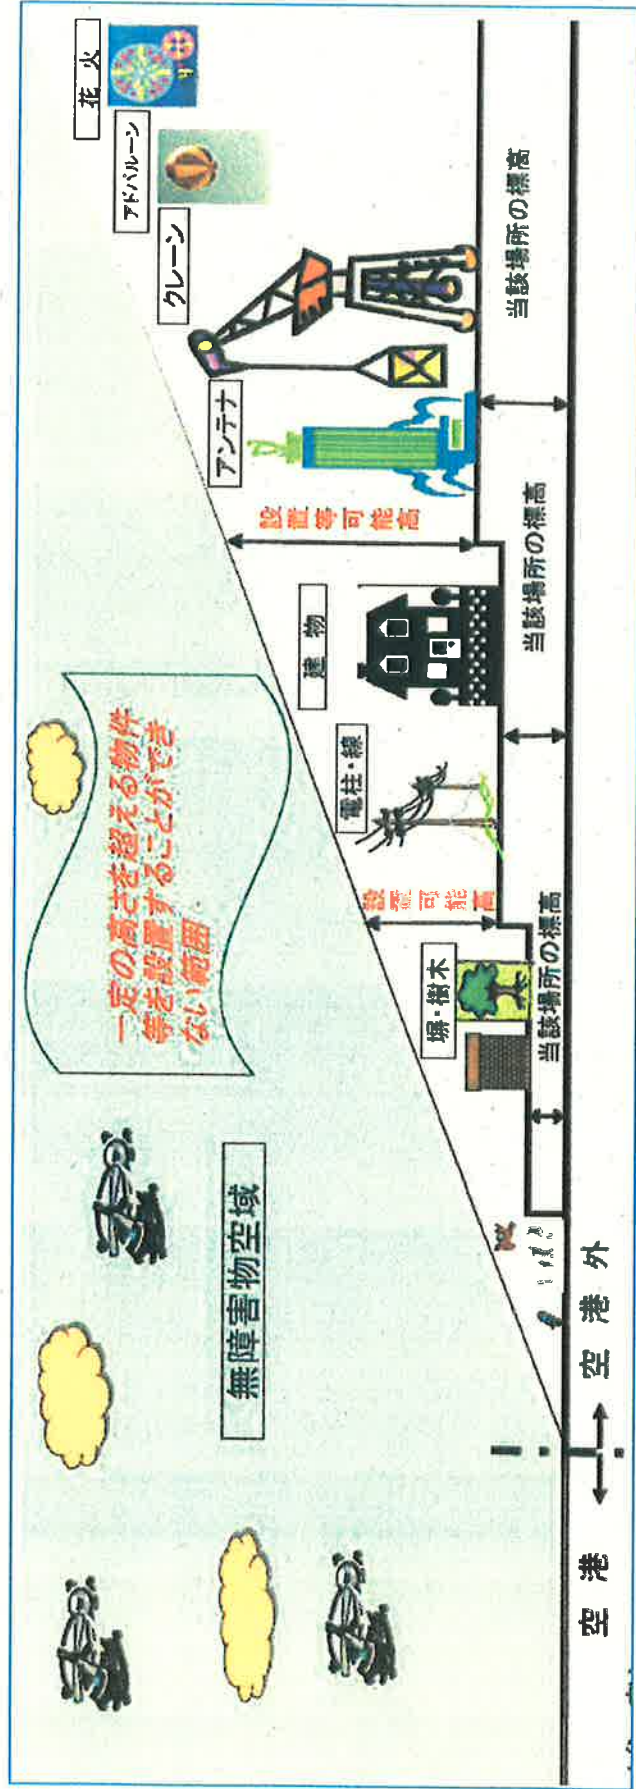 花火
アドバルーン
クレーン
アンテナ
設置等可能高
建物
電柱・線
可能高
塀・樹木
一定の高さを超える物件
等を設置することができ
ない範囲
無障害物空域
当該場所の標高
当該場所の標高
当該場所の標高
空港
空港外